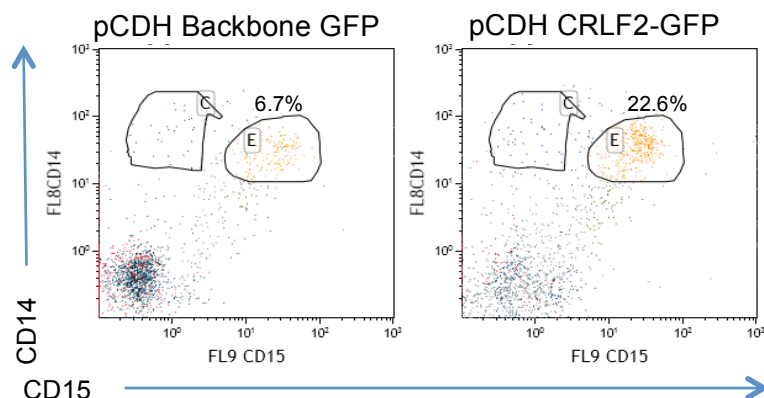 pCDH Backbone GFP
pCDH CRLF2-GFP
10³
10²
10¹
10⁰
FL8CD14
C
E
6.7%
10⁰
10¹
10²
10³
FL9 CD15
10³
10²
10¹
10⁰
FL8CD14
C
E
22.6%
10⁰
10¹
10²
10³
FL9 CD15
CD14
CD15